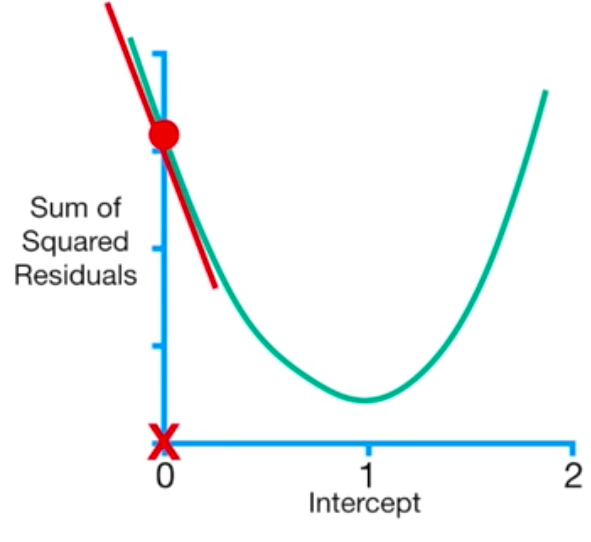 Sum of
Squared
Residuals
X
0
1
2
Intercept